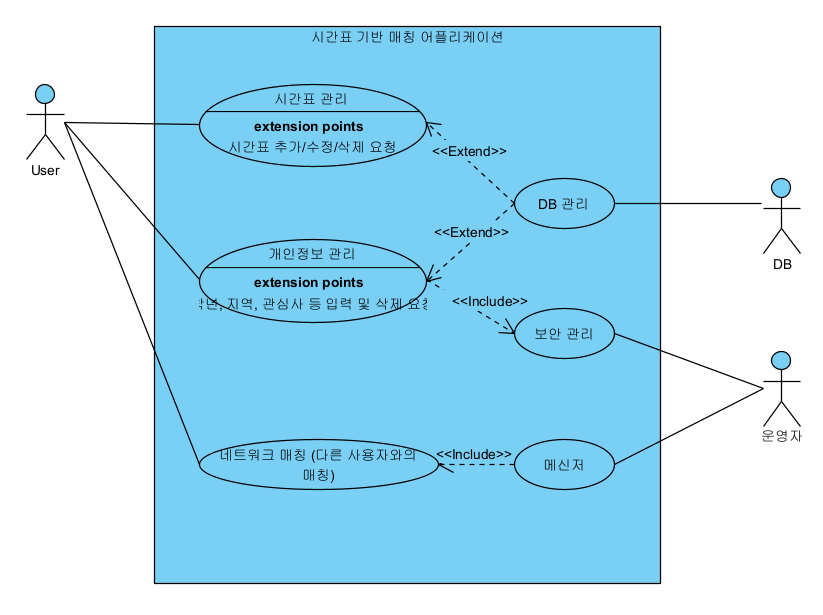 시간표 기반 매칭 어플리케이션
시간표 관리
extension points
시간표 추가/수정/삭제 요청
<<Extend>>
User
DB 관리
<<Extend>>
DB
개인정보 관리
extension points
지역, 관심사 등 입력 및 삭제
<<Include>>
보안 관리
운영자
네트워크 매칭 (다른 사용자와의
매칭)
<<Include>>
메신저